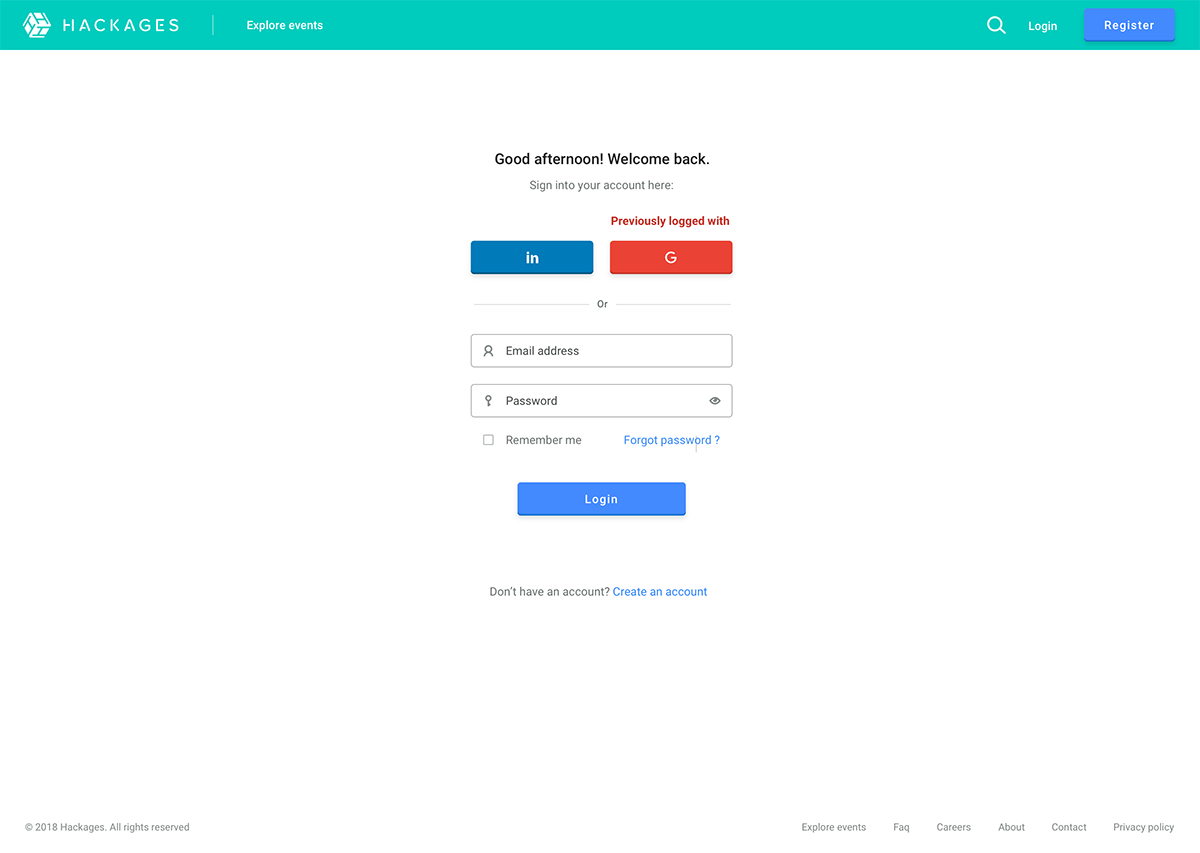 HACKAGES
Explore events
Login
Register
Good afternoon! Welcome back.
Sign into your account here:
Previously logged with
in
G
Or
Email address
Password
Remember me
Forgot password ?
Login
Don’t have an account? Create an account
© 2018 Hackages. All rights reserved
Explore events
Faq
Careers
About
Contact
Privacy policy